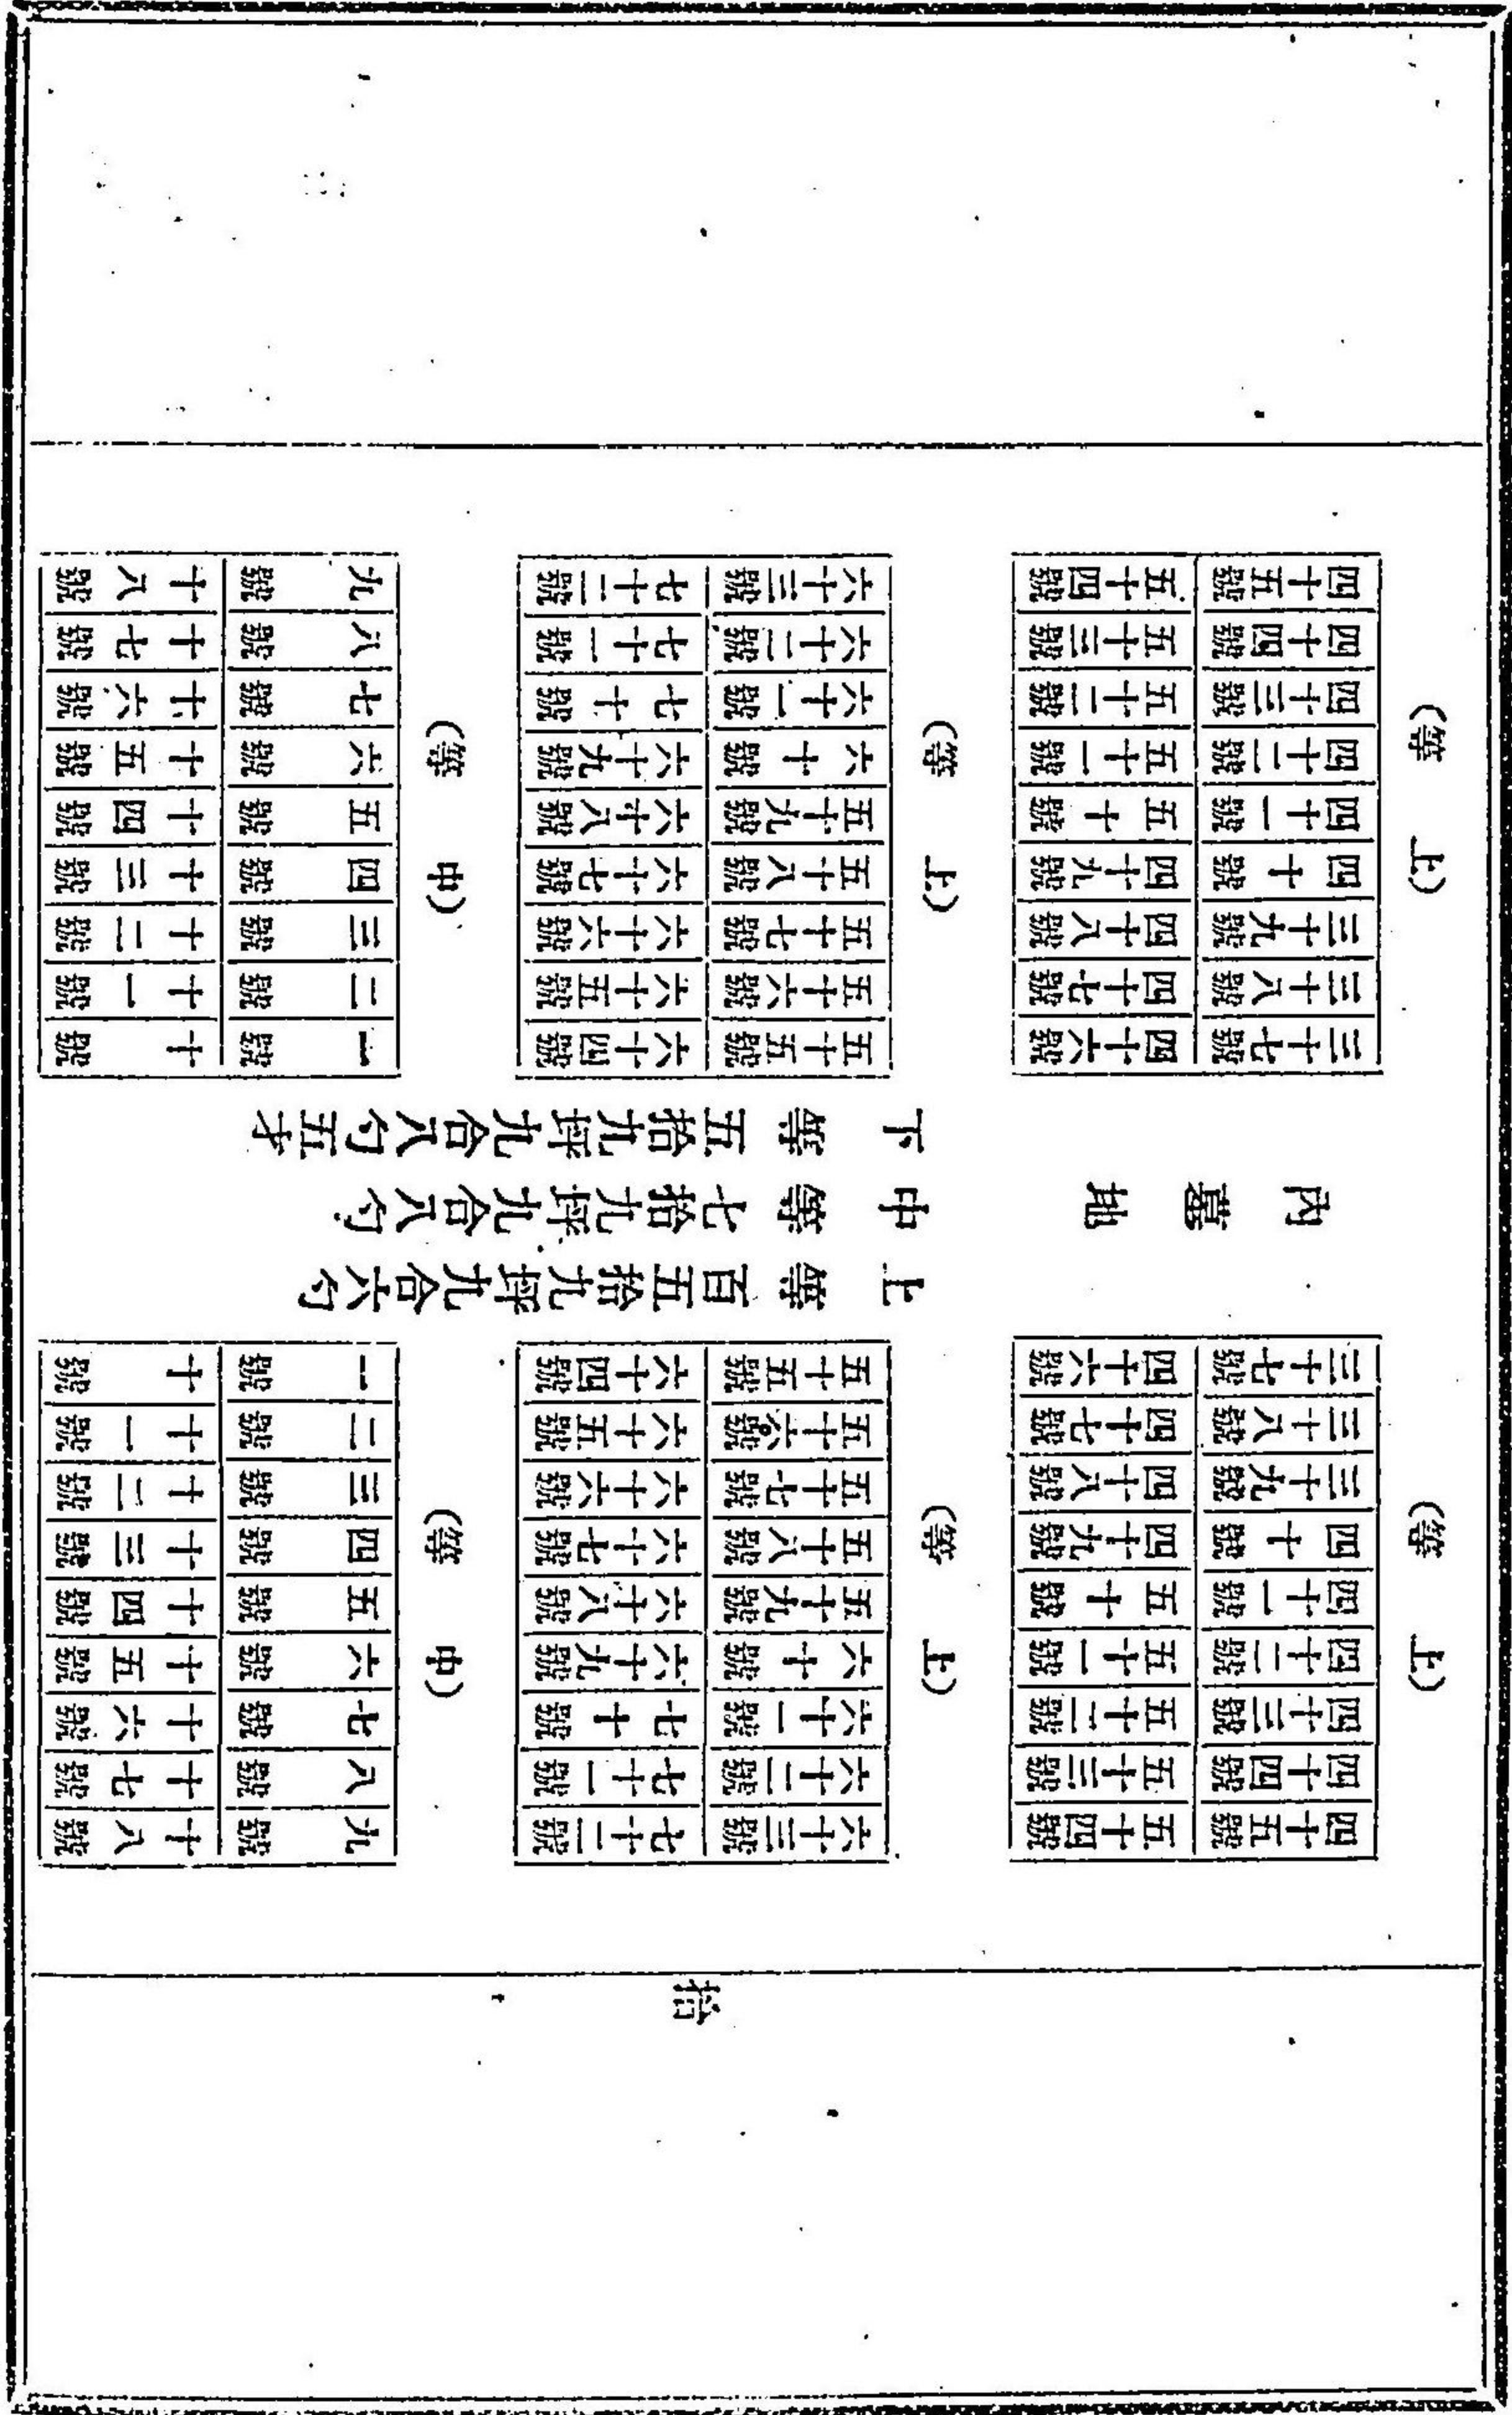 拾
(上等)
四十五號 四十四號 四十三號 四十二號 四十一號 四十號 三十九號 三十八號 三十七號
五十四號 五十三號 五十二號 五十一號 五十號 四十九號 四十八號 四十七號 四十六號
(上等)
六十三號 六十二號 六十一號 六十號 五十九號 五十八號 五十七號 五十六號 五十五號
七十二號 七十一號 七十號 六十九號 六十八號 六十七號 六十六號 六十五號 六十四號
(中等)
九號 八號 七號 六號 五號 四號 三號 二號 一號
十八號 十七號 十六號 十五號 十四號 十三號 十二號 十一號 十號
内墓地
上等百五拾九坪九合六勺
中等七拾九坪九合八勺
下等五拾九坪九合八勺五才
(上等)
三十七號 三十八號 三十九號 四十號 四十一號 四十二號 四十三號 四十四號 四十五號
四十六號 四十七號 四十八號 四十九號 五十號 五十一號 五十二號 五十三號 五十四號
(上等)
五十五號 五十六號 五十七號 五十八號 五十九號 六十號 六十一號 六十二號 六十三號
六十四號 六十五號 六十六號 六十七號 六十八號 六十九號 七十號 七十一號 七十二號
(中等)
一號 二號 三號 四號 五號 六號 七號 八號 九號
十號 十一號 十二號 十三號 十四號 十五號 十六號 十七號 十八號